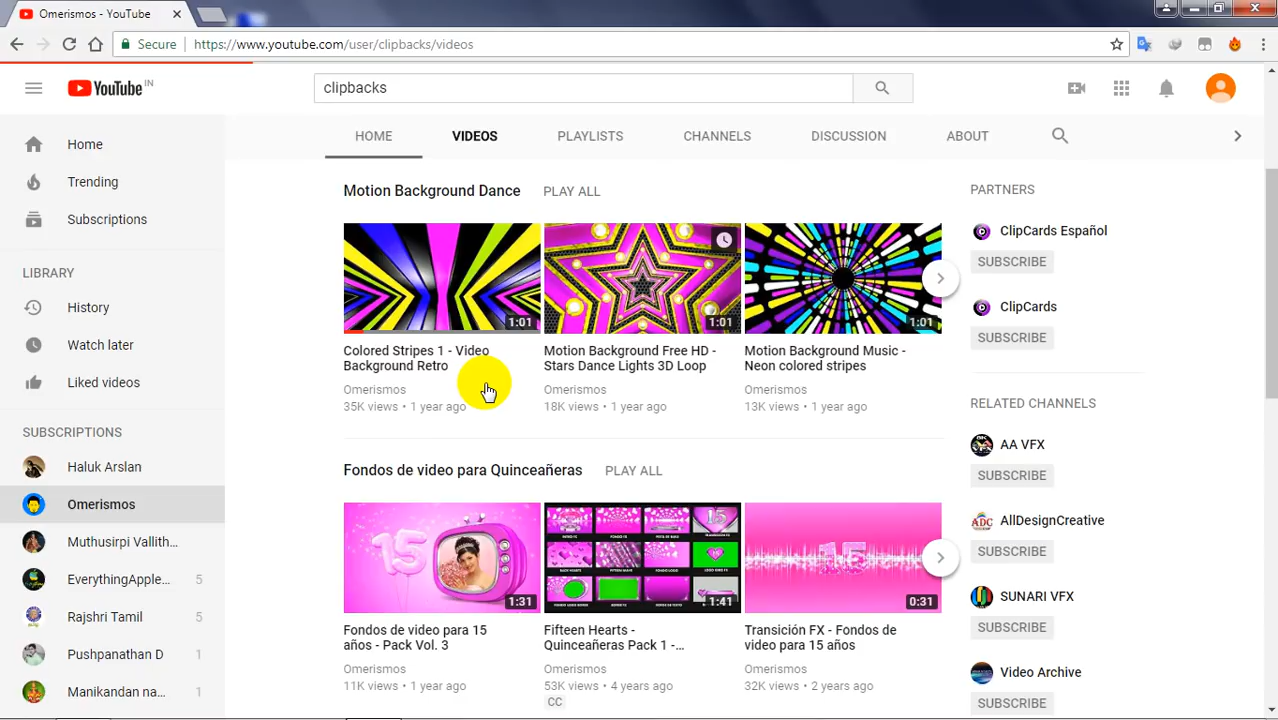 Omerismos - YouTube
Secure https://www.youtube.com/user/clipbacks/videos
YouTube IN
clipbacks
HOME VIDEOS PLAYLISTS CHANNELS DISCUSSION ABOUT
Home
Trending
Subscriptions
LIBRARY
History
Watch later
Liked videos
SUBSCRIPTIONS
Haluk Arslan
Omerismos
Muthusirpi Vallith...
EverythingApple... 5
Rajshri Tamil 5
Pushpanathan D 1
Manikandan na... 1
Motion Background Dance PLAY ALL
1:01
Colored Stripes 1 - Video
Background Retro
Omerismos
35K views • 1 year ago
1:01
Motion Background Free HD -
Stars Dance Lights 3D Loop
Omerismos
18K views • 1 year ago
1:01
Motion Background Music -
Neon colored stripes
Omerismos
13K views • 1 year ago
Fondos de video para Quinceañeras PLAY ALL
15
1:31
Fondos de video para 15
años - Pack Vol. 3
Omerismos
11K views • 1 year ago
1:41
Fifteen Hearts -
Quinceañeras Pack 1 -...
Omerismos
53K views • 4 years ago
CC
15
0:31
Transición FX - Fondos de
video para 15 años
Omerismos
32K views • 2 years ago
PARTNERS
ClipCards Español
SUBSCRIBE
ClipCards
SUBSCRIBE
RELATED CHANNELS
AA VFX
SUBSCRIBE
ADC
AllDesignCreative
SUBSCRIBE
SUNARI VFX
SUBSCRIBE
Video Archive
SUBSCRIBE